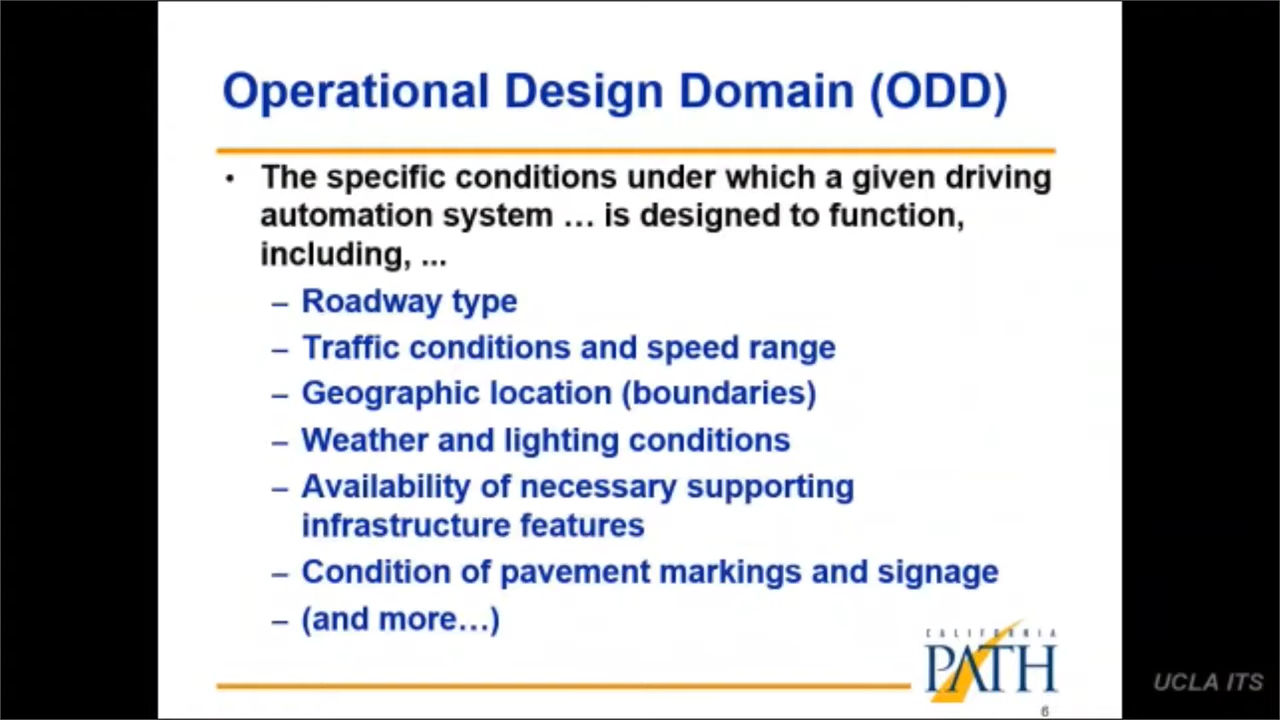 Operational Design Domain (ODD)
• The specific conditions under which a given driving
automation system … is designed to function,
including, ...
– Roadway type
– Traffic conditions and speed range
– Geographic location (boundaries)
– Weather and lighting conditions
– Availability of necessary supporting
infrastructure features
– Condition of pavement markings and signage
– (and more…)
CALIFORNIA
PATH
6
UCLA ITS